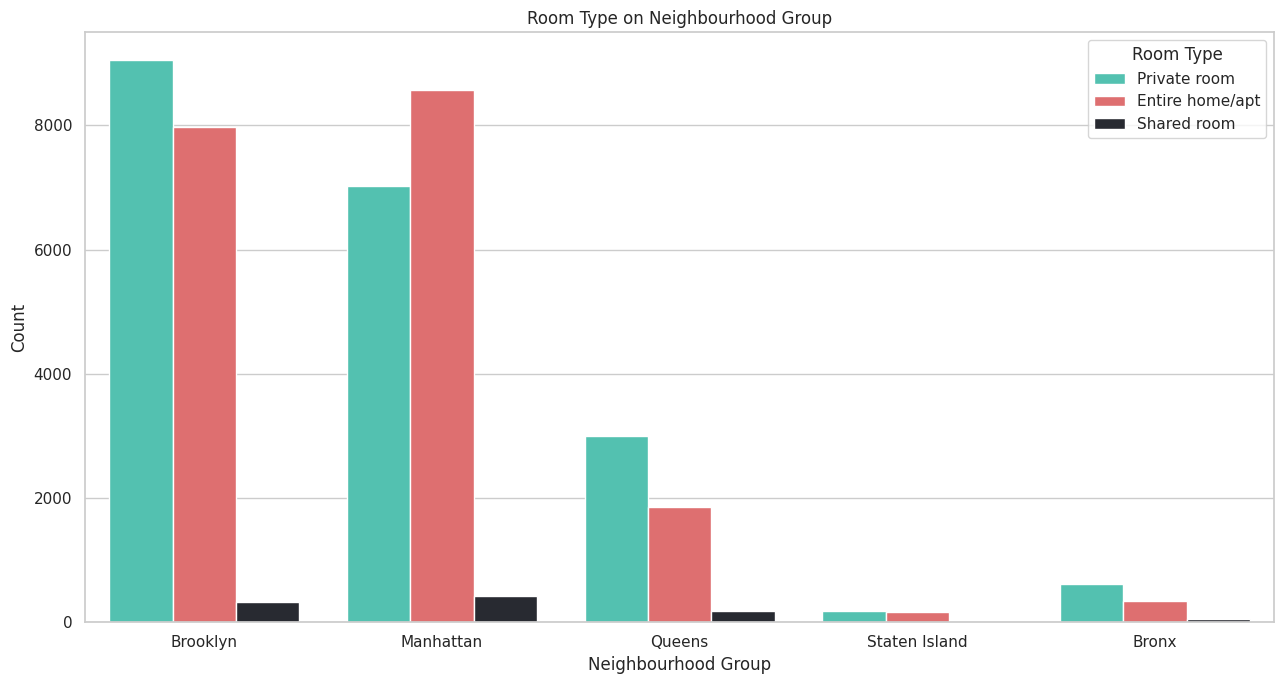 Room Type on Neighbourhood Group
Room Type
Private room
Entire home/apt
Shared room
8000
6000
4000
2000
0
Count
Brooklyn
Manhattan
Queens
Staten Island
Bronx
Neighbourhood Group